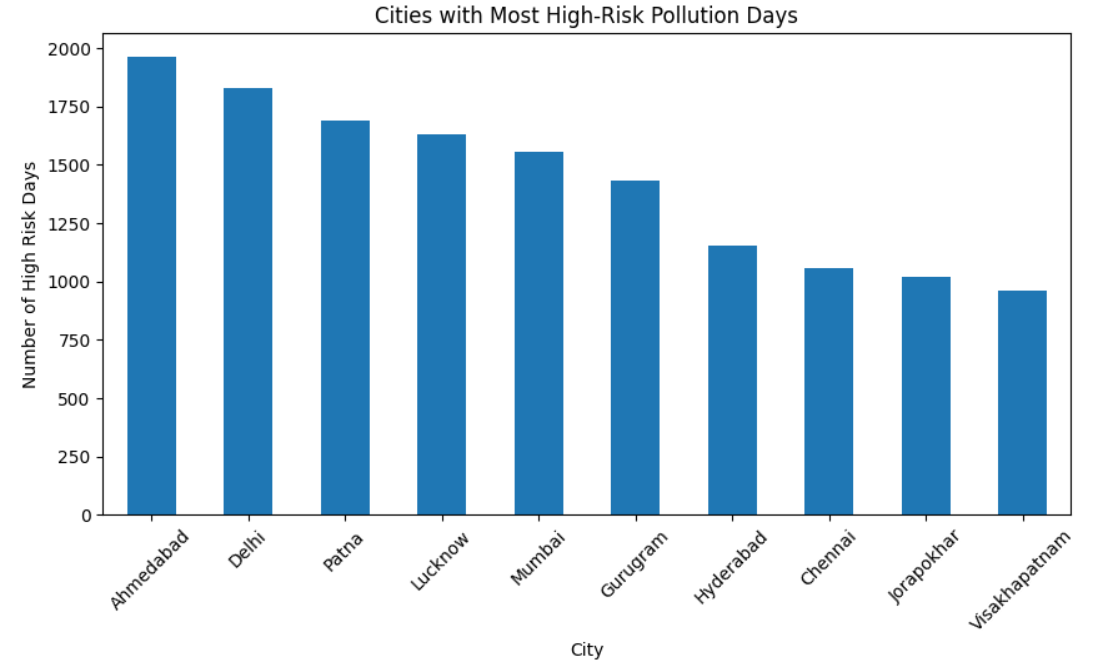 Cities with Most High-Risk Pollution Days
Number of High Risk Days
2000
1750
1500
1250
1000
750
500
250
0
Ahmedabad
Delhi
Patna
Lucknow
Mumbai
Gurugram
Hyderabad
Chennai
Jorapokhar
Visakhapatnam
City